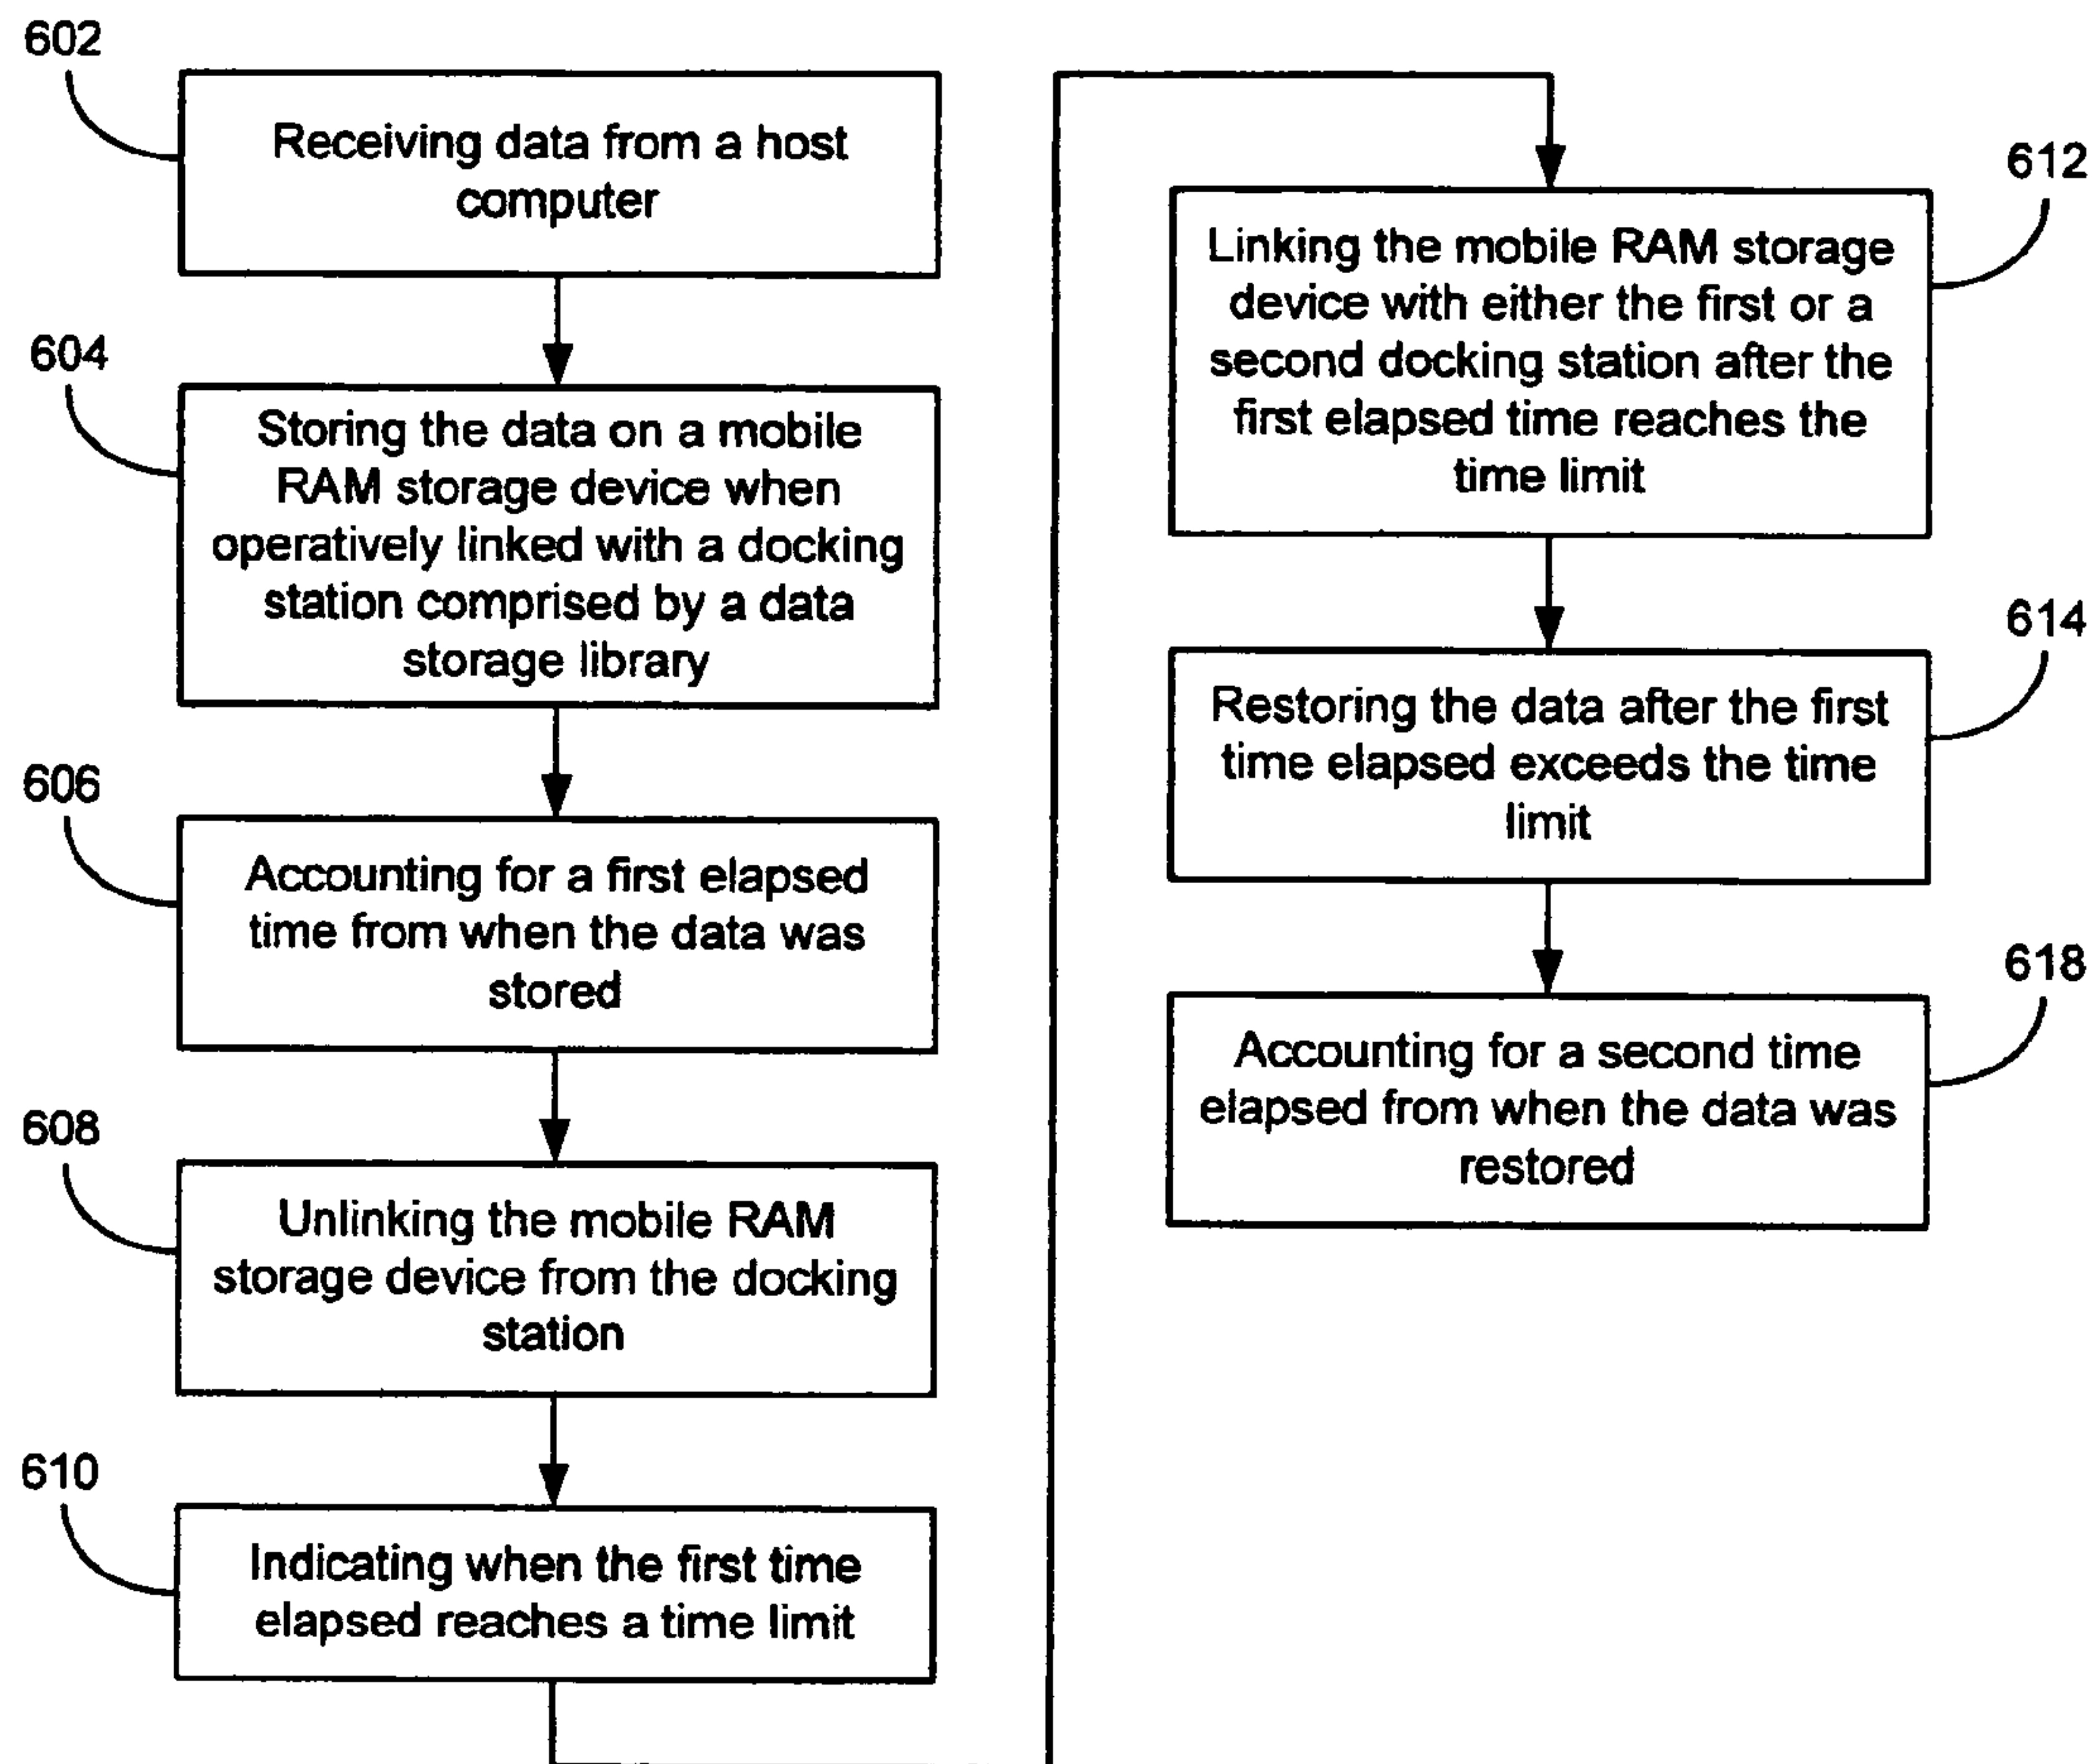 602
Receiving data from a host
computer
604
Storing the data on a mobile
RAM storage device when
operatively linked with a docking
station comprised by a data
storage library
606
Accounting for a first elapsed
time from when the data was
stored
608
Unlinking the mobile RAM
storage device from the docking
station
610
Indicating when the first time
elapsed reaches a time limit
612
Linking the mobile RAM storage
device with either the first or a
second docking station after the
first elapsed time reaches the
time limit
614
Restoring the data after the first
time elapsed exceeds the time
limit
618
Accounting for a second time
elapsed from when the data was
restored